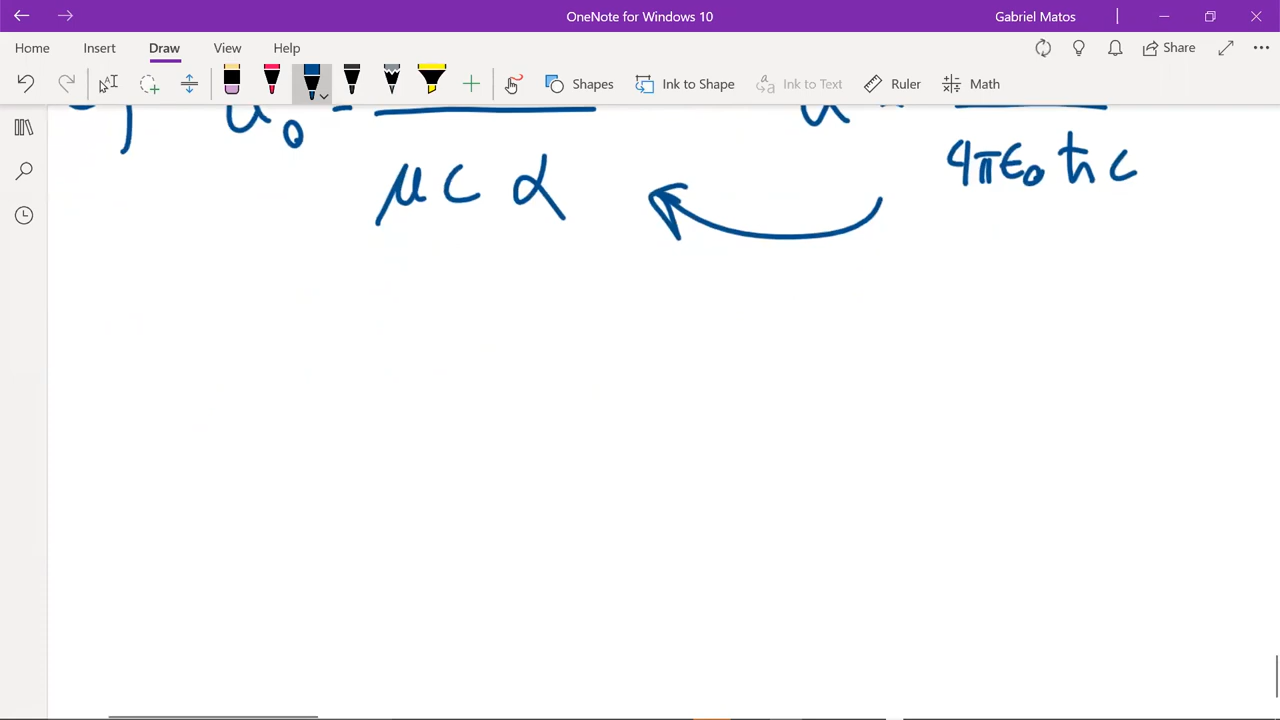 OneNote for Windows 10
Gabriel Matos
Home Insert Draw View Help Share
Shapes Ink to Shape Ink to Text Ruler Math
a₀ =
μ c α
4πε₀ ħ c